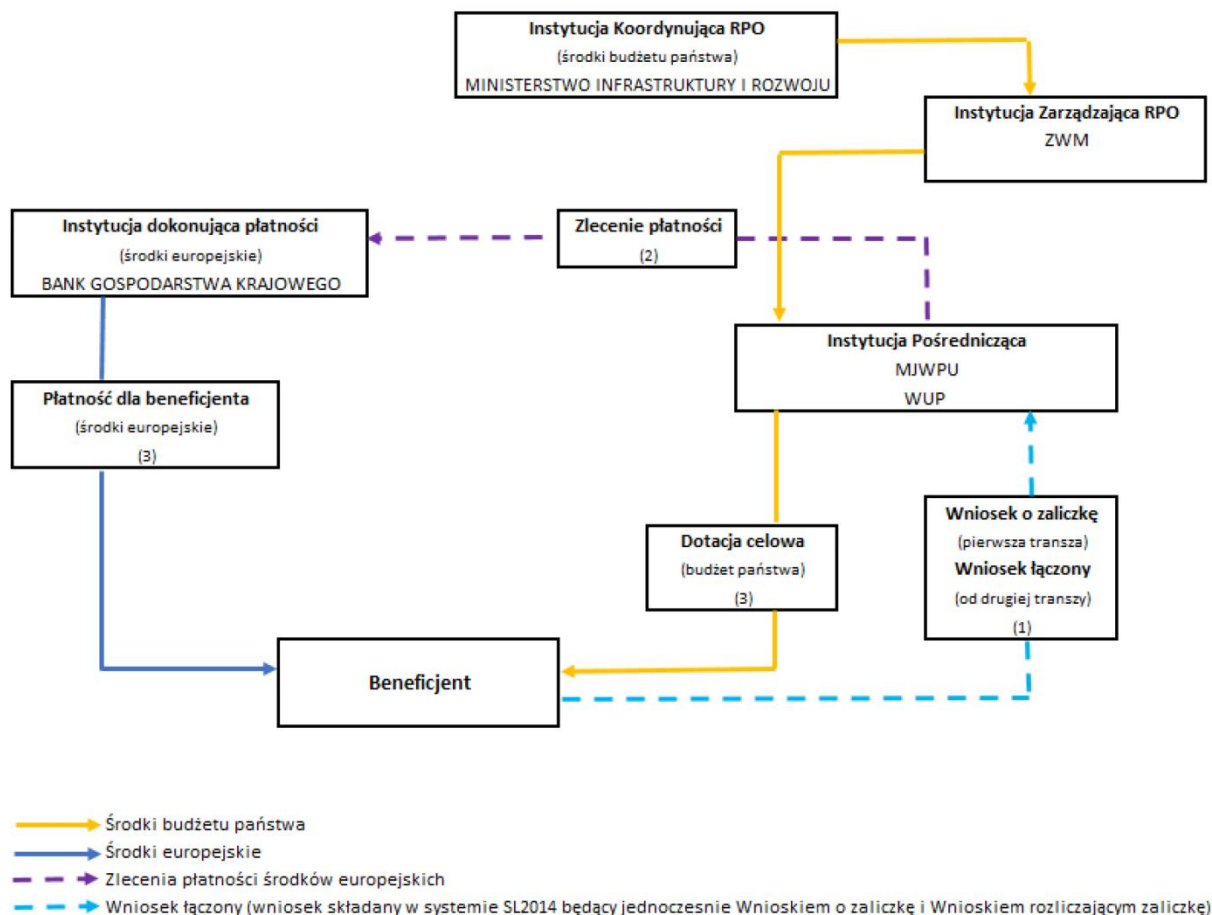 Instytucja Koordynująca RPO
(środki budżetu państwa)
MINISTERSTWO INFRASTRUKTURY I ROZWOJU
Instytucja Zarządzająca RPO
ZWM
Instytucja dokonująca płatności
(środki europejskie)
BANK GOSPODARSTWA KRAJOWEGO
Zlecenie płatności
(2)
Instytucja Pośrednicząca
MJWPU
WUP
Płatność dla beneficjenta
(środki europejskie)
(3)
Dotacja celowa
(budżet państwa)
(3)
Wniosek o zaliczkę
(pierwsza transza)
Wniosek łączony
(od drugiej transzy)
(1)
Beneficjent
Środki budżetu państwa
Środki europejskie
Zlecenia płatności środków europejskich
Wniosek łączony (wniosek składany w systemie SL2014 będący jednocześnie Wnioskiem o zaliczkę i Wnioskiem rozliczającym zaliczkę)